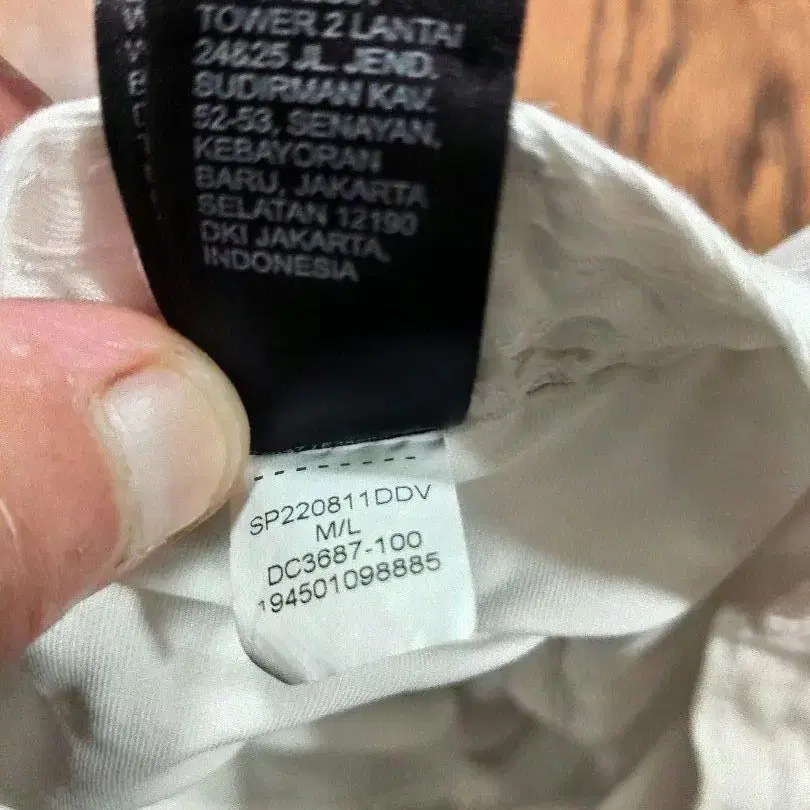 TOWER 2 LANTAI
24&25 JL. JEND.
SUDIRMAN KAV.
52-53, SENAYAN,
KEBAYORAN
BARU, JAKARTA
SELATAN 12190
DKI JAKARTA,
INDONESIA
SP220811DDV
M/L
DC3687-100
194501098885